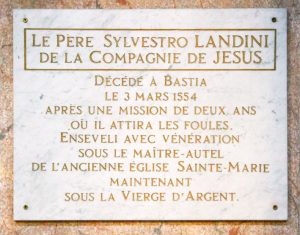 LE PÈRE SYLVESTRO LANDINI
DE LA COMPAGNIE DE JÉSUS
DÉCÉDÉ À BASTIA
LE 3 MARS 1554
APRÈS UNE MISSION DE DEUX ANS
OÙ IL ATTIRA LES FOULES.
ENSEVELI AVEC VÉNÉRATION
SOUS LE MAÎTRE-AUTEL
DE L'ANCIENNE ÉGLISE SAINTE-MARIE
MAINTENANT
SOUS LA VIERGE D'ARGENT.